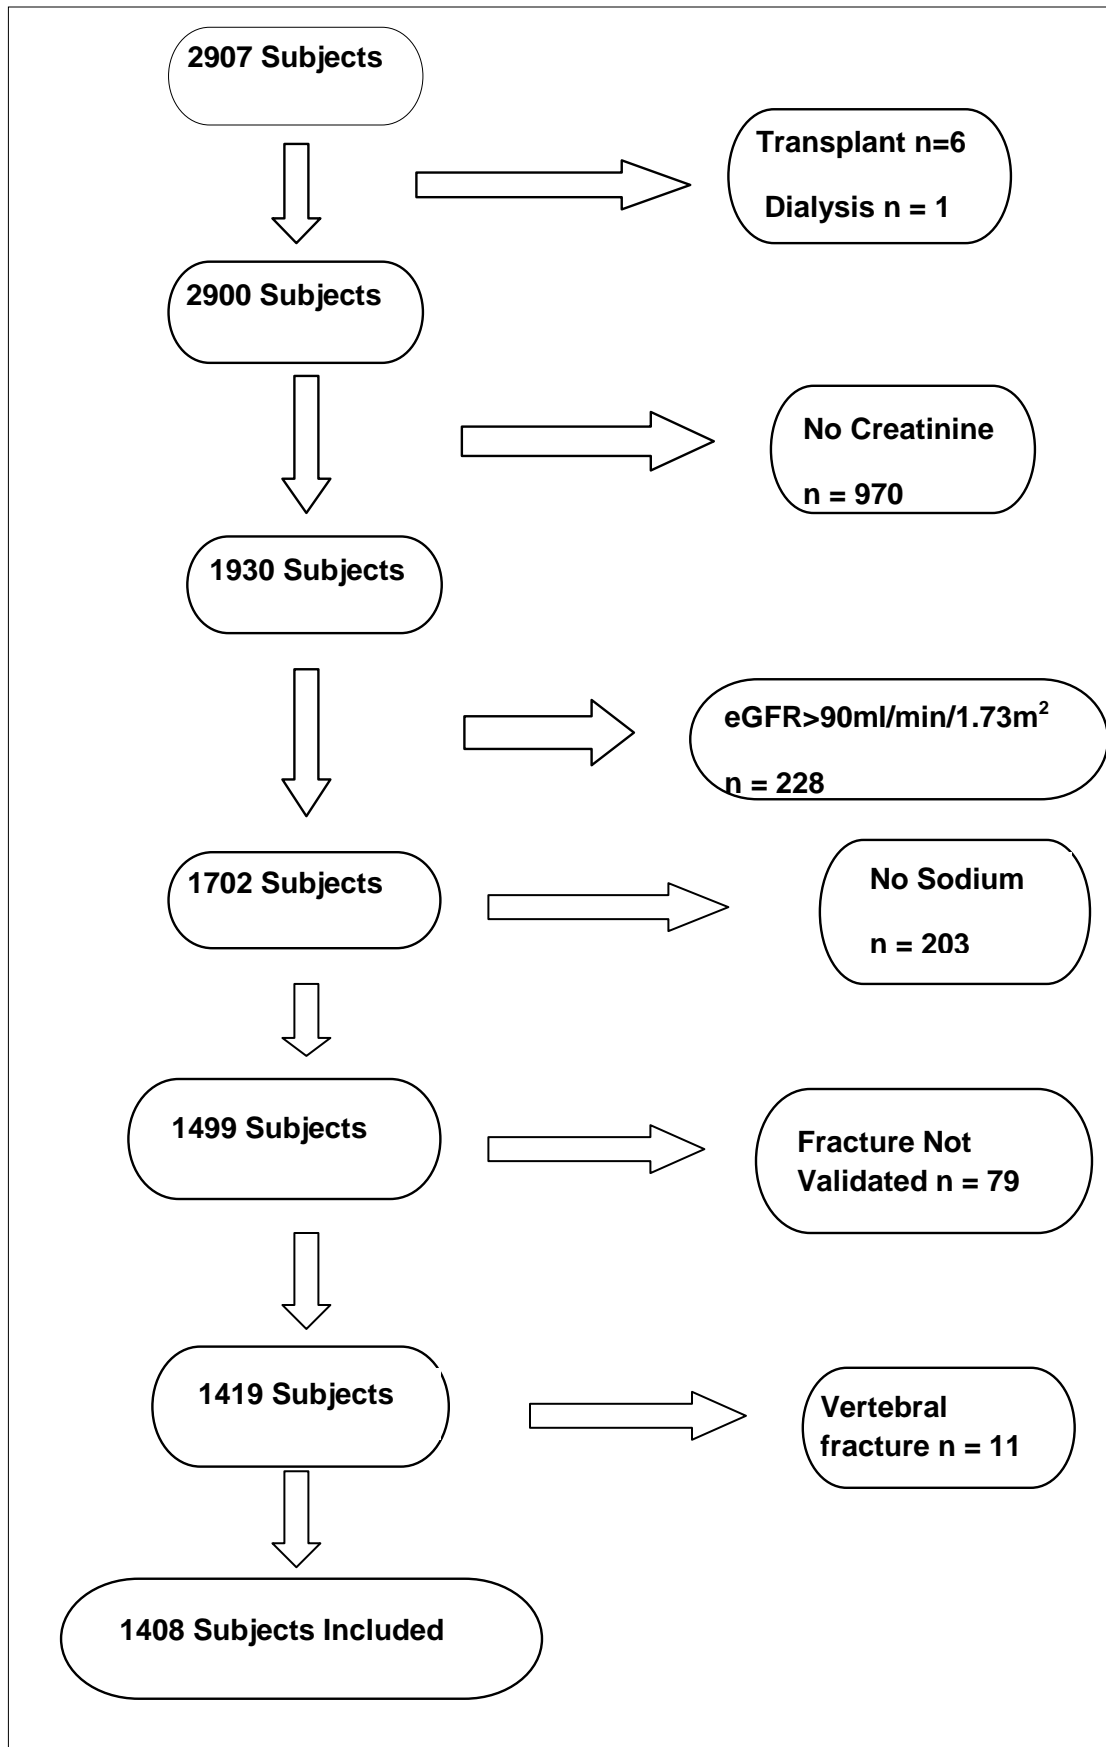 2907 Subjects
Transplant n=6
Dialysis n = 1
2900 Subjects
No Creatinine
n = 970
1930 Subjects
eGFR>90ml/min/1.73m²
n = 228
1702 Subjects
No Sodium
n = 203
1499 Subjects
Fracture Not
Validated n = 79
1419 Subjects
Vertebral
fracture n = 11
1408 Subjects Included